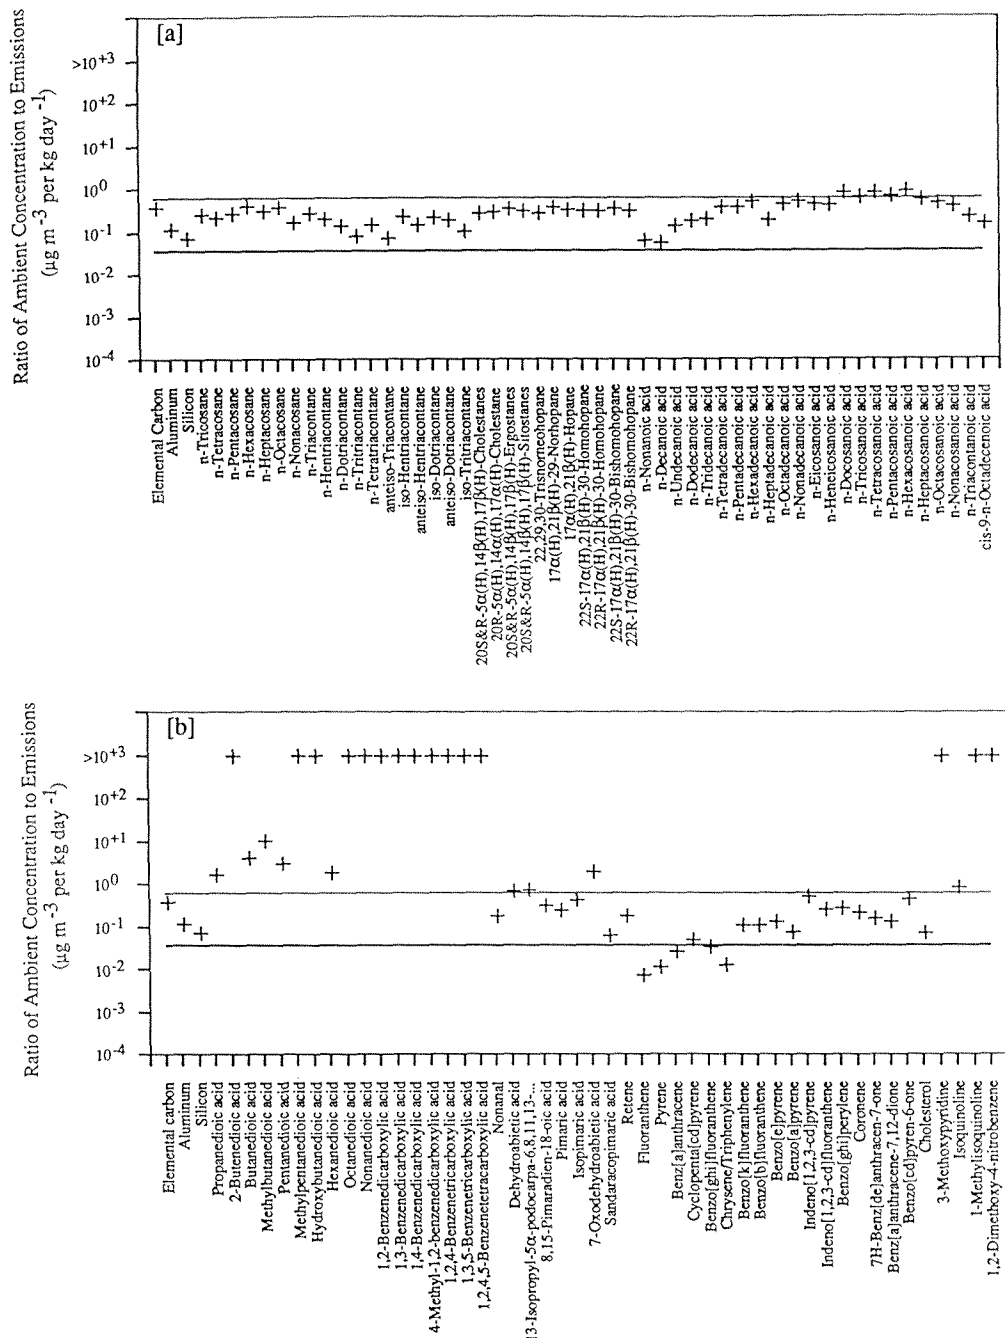 [a]
Ratio of Ambient Concentration to Emissions
(μg m-3 per kg day -1)
>10+3
10+2
10+1
100
10-1
10-2
10-3
10-4
Elemental Carbon
Aluminum
Silicon
n-Tricosane
n-Tetracosane
n-Pentacosane
n-Hexacosane
n-Heptacosane
n-Octacosane
n-Nonacosane
n-Triacontane
n-Hentriacontane
n-Dotriacontane
n-Tritriacontane
n-Tetratriacontane
anteiso-Triacontane
iso-Hentriacontane
anteiso-Hentriacontane
iso-Dotriacontane
anteiso-Dotriacontane
iso-Tritriacontane
20S&R-5α(H),14β(H),17β(H)-Cholestanes
20R-5α(H),14α(H),17α(H)-Cholestane
20S&R-5α(H),14β(H),17β(H)-Ergostanes
20S&R-5α(H),14β(H),17β(H)-Sitostanes
22,29,30-Trisnorneohopane
17α(H),21β(H)-29-Norhopane
17α(H),21β(H)-Hopane
22S-17α(H),21β(H)-30-Homohopane
22R-17α(H),21β(H)-30-Homohopane
22S-17α(H),21β(H)-30-Bishomohopane
22R-17α(H),21β(H)-30-Bishomohopane
n-Nonanoic acid
n-Decanoic acid
n-Undecanoic acid
n-Dodecanoic acid
n-Tridecanoic acid
n-Tetradecanoic acid
n-Pentadecanoic acid
n-Hexadecanoic acid
n-Heptadecanoic acid
n-Octadecanoic acid
n-Nonadecanoic acid
n-Eicosanoic acid
n-Heneicosanoic acid
n-Docosanoic acid
n-Tricosanoic acid
n-Tetracosanoic acid
n-Pentacosanoic acid
n-Hexacosanoic acid
n-Heptacosanoic acid
n-Octacosanoic acid
n-Nonacosanoic acid
n-Triacontanoic acid
cis-9-n-Octadecenoic acid
[b]
Ratio of Ambient Concentration to Emissions
(μg m-3 per kg day -1)
>10+3
10+2
10+1
100
10-1
10-2
10-3
10-4
Elemental carbon
Aluminum
Silicon
Propanedioic acid
2-Butenedioic acid
Butanedioic acid
Methylbutanedioic acid
Pentanedioic acid
Methylpentanedioic acid
Hydroxybutanedioic acid
Hexanedioic acid
Octanedioic acid
Nonanedioic acid
1,2-Benzenedicarboxylic acid
1,3-Benzenedicarboxylic acid
1,4-Benzenedicarboxylic acid
4-Methyl-1,2-benzenedicarboxylic acid
1,2,4-Benzenetricarboxylic acid
1,3,5-Benzenetricarboxylic acid
1,2,4,5-Benzenetetracarboxylic acid
Nonanal
Dehydroabietic acid
13-Isopropyl-5α-podocarpa-6,8,11,13-...
8,15-Pimaradien-18-oic acid
Pimaric acid
Isopimaric acid
7-Oxodehydroabietic acid
Sandaracopimaric acid
Retene
Fluoranthene
Pyrene
Benz[a]anthracene
Cyclopenta[cd]pyrene
Benzo[ghi]fluoranthene
Chrysene/Triphenylene
Benzo[k]fluoranthene
Benzo[b]fluoranthene
Benzo[e]pyrene
Benzo[a]pyrene
Indeno[1,2,3-cd]pyrene
Indeno[1,2,3-cd]fluoranthene
Benzo[ghi]perylene
Coronene
7H-Benz[de]anthracen-7-one
Benz[a]anthracene-7,12-dione
Benzo[cd]pyren-6-one
Cholesterol
3-Methoxypyridine
Isoquinoline
1-Methylisoquinoline
1,2-Dimethoxy-4-nitrobenzene